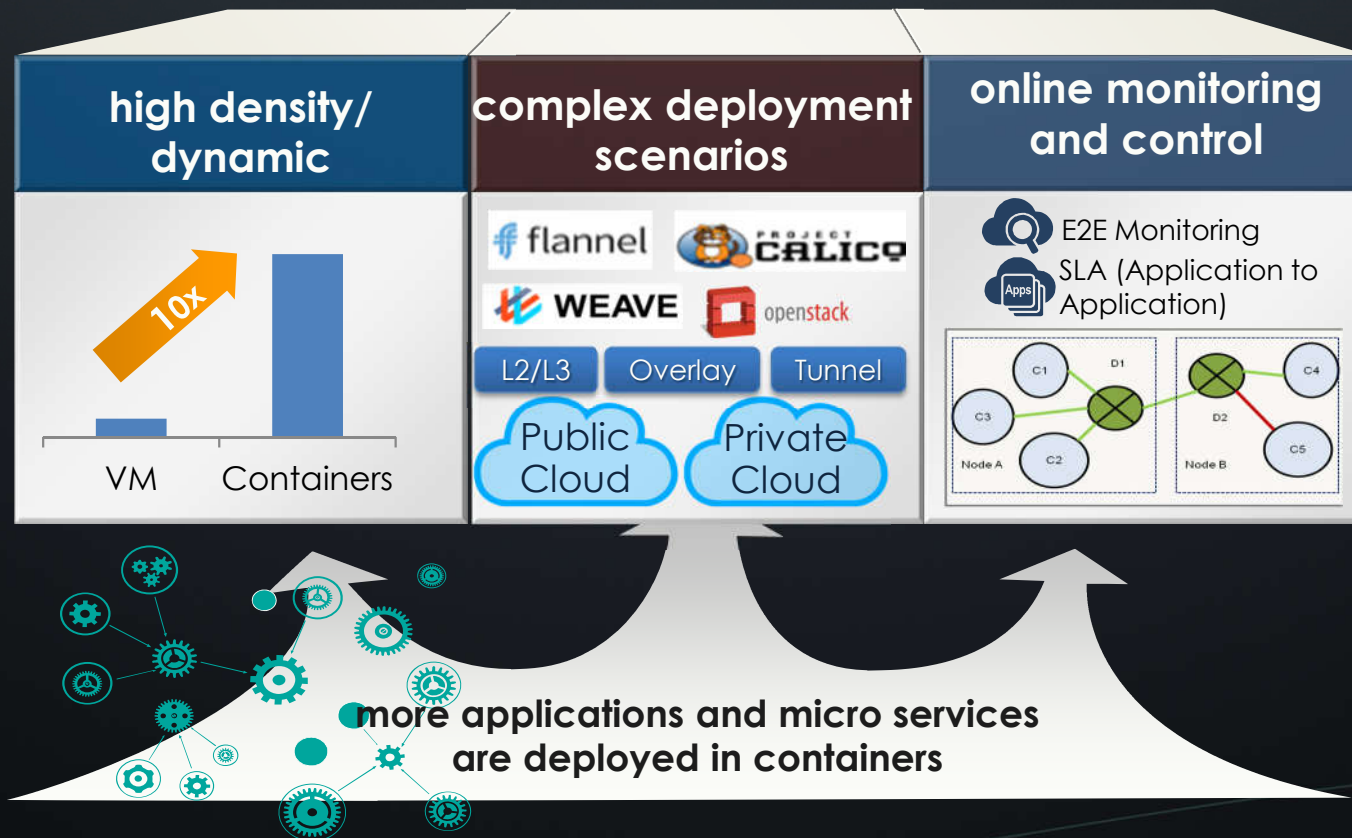 high density/
dynamic
10x
VM
Containers
complex deployment
scenarios
flannel
PROJECT
CALICO
WEAVE
openstack
L2/L3
Overlay
Tunnel
Public
Cloud
Private
Cloud
online monitoring
and control
E2E Monitoring
Apps
SLA (Application to
Application)
C1
D1
C3
C2
Node A
C4
D2
C5
Node B
more applications and micro services
are deployed in containers